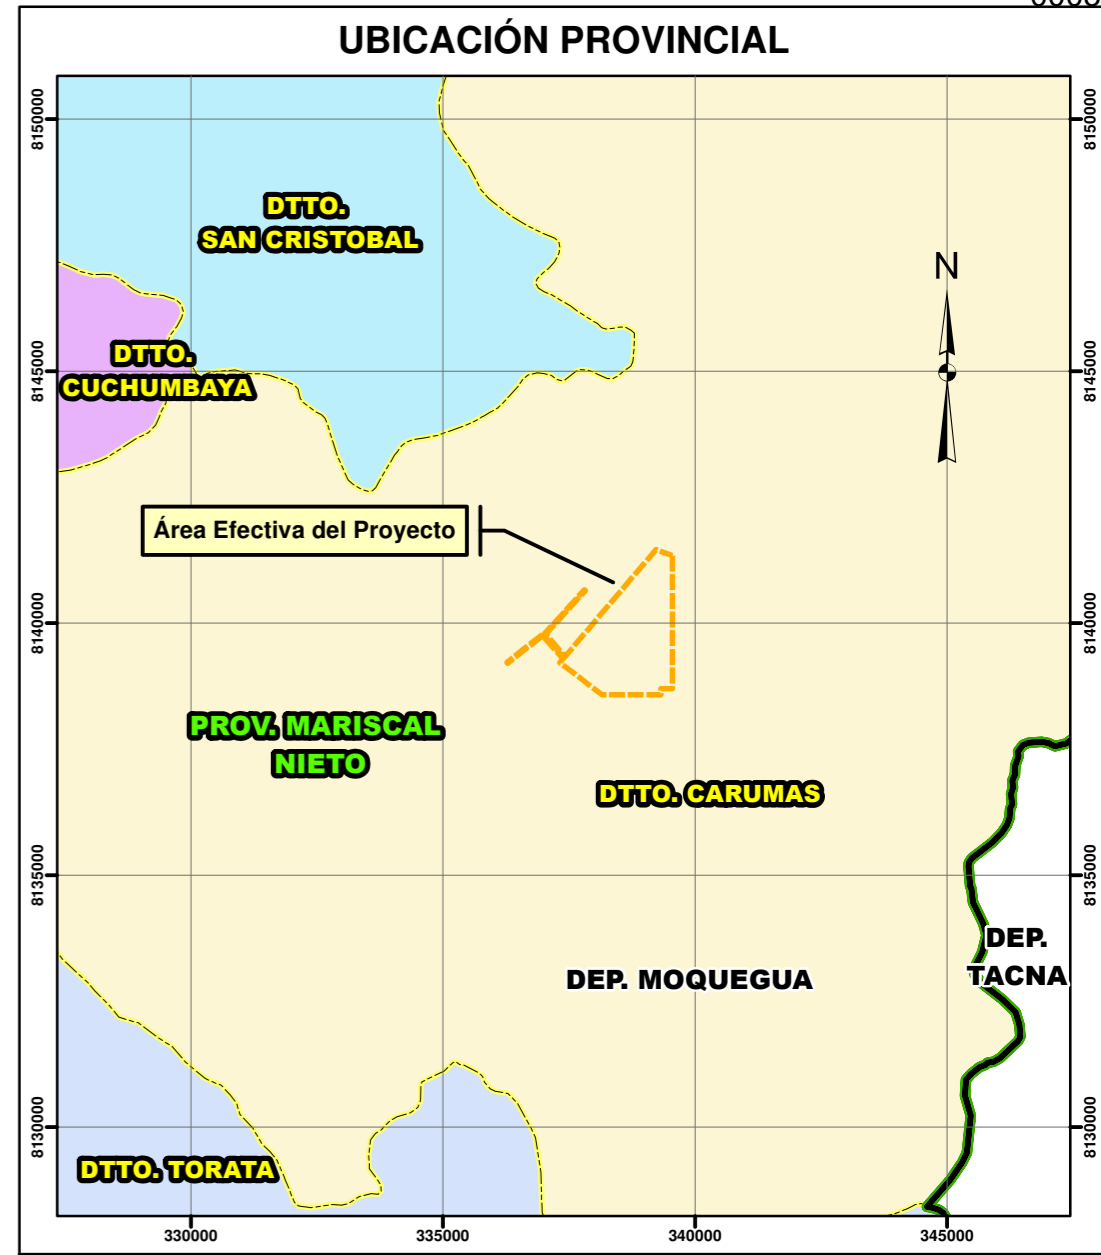 UBICACIÓN PROVINCIAL
8150000
8150000
DTTO.
SAN CRISTOBAL
N
DTTO.
CUCHUMBAYA
8145000
8145000
Área Efectiva del Proyecto
8140000
8140000
PROV. MARISCAL
NIETO
DTTO. CARUMAS
8135000
8135000
DEP.
TACNA
DEP. MOQUEGUA
8130000
8130000
DTTO. TORATA
330000
335000
340000
345000